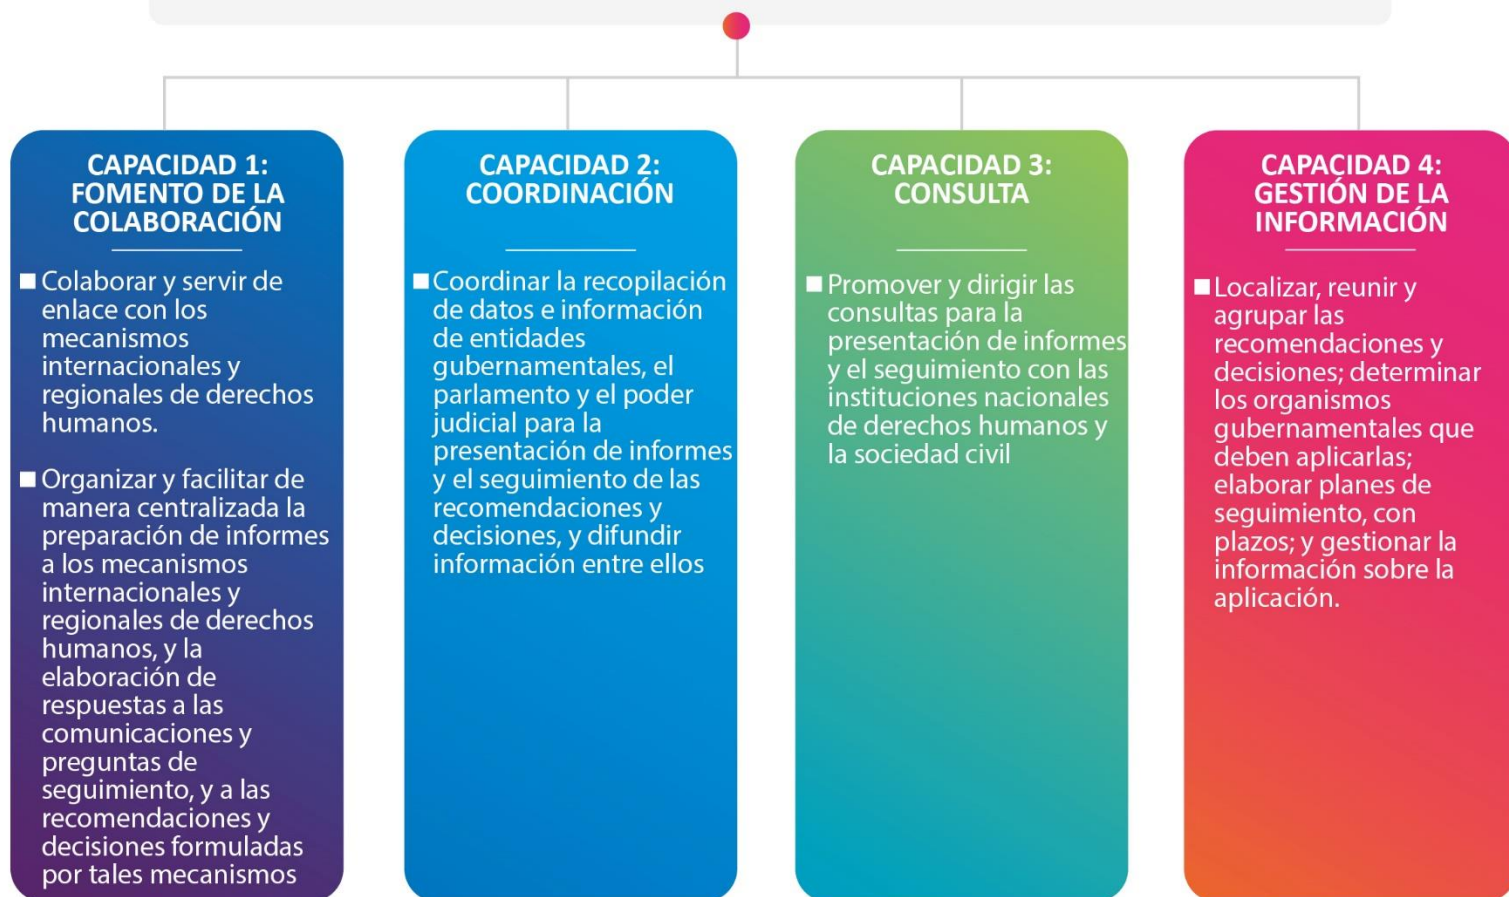 CAPACIDAD 1:
FOMENTO DE LA
COLABORACIÓN
■ Colaborar y servir de
enlace con los
mecanismos
internacionales y
regionales de derechos
humanos.
■ Organizar y facilitar de
manera centralizada la
preparación de informes
a los mecanismos
internacionales y
regionales de derechos
humanos, y la
elaboración de
respuestas a las
comunicaciones y
preguntas de
seguimiento, y a las
recomendaciones y
decisiones formuladas
por tales mecanismos
CAPACIDAD 2:
COORDINACIÓN
■ Coordinar la recopilación
de datos e información
de entidades
gubernamentales, el
parlamento y el poder
judicial para la
presentación de informes
y el seguimiento de las
recomendaciones y
decisiones, y difundir
información entre ellos
CAPACIDAD 3:
CONSULTA
■ Promover y dirigir las
consultas para la
presentación de informes
y el seguimiento con las
instituciones nacionales
de derechos humanos y
la sociedad civil
CAPACIDAD 4:
GESTIÓN DE LA
INFORMACIÓN
■ Localizar, reunir y
agrupar las
recomendaciones y
decisiones; determinar
los organismos
gubernamentales que
deben aplicarlas;
elaborar planes de
seguimiento, con
plazos; y gestionar la
información sobre la
aplicación.